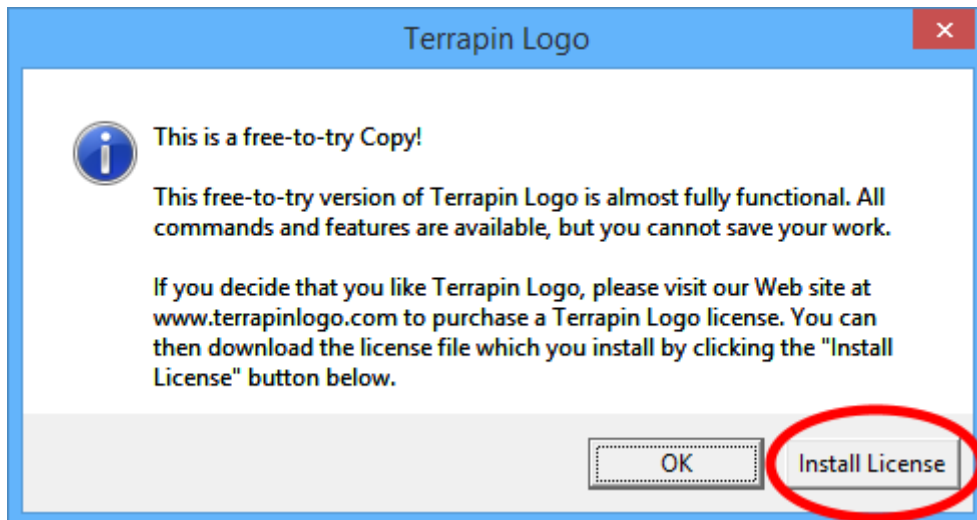 Terrapin Logo
This is a free-to-try Copy!
This free-to-try version of Terrapin Logo is almost fully functional. All
commands and features are available, but you cannot save your work.
If you decide that you like Terrapin Logo, please visit our Web site at
www.terrapinlogo.com to purchase a Terrapin Logo license. You can
then download the license file which you install by clicking the "Install
License" button below.
OK
Install License